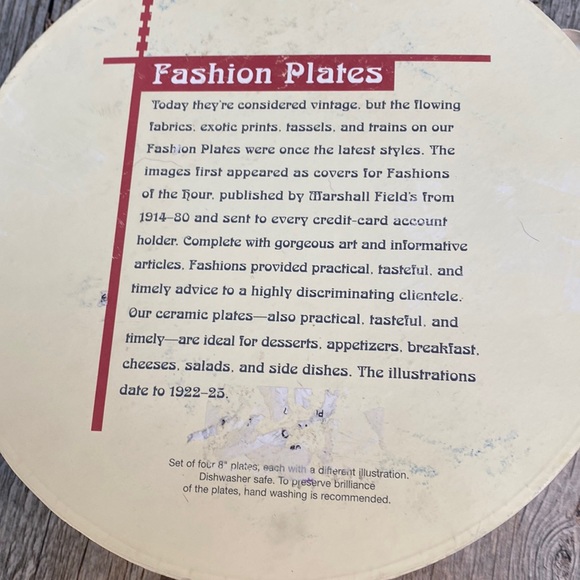 Fashion Plates
Today they're considered vintage, but the flowing
fabrics, exotic prints, tassels, and trains on our
Fashion Plates were once the latest styles. The
images first appeared as covers for Fashions
of the Hour, published by Marshall Field's from
1914–30 and sent to every credit-card account
holder. Complete with gorgeous art and informative
articles, Fashions provided practical, tasteful, and
timely advice to a highly discriminating clientele.
Our ceramic plates—also practical, tasteful, and
timely—are ideal for desserts, appetizers, breakfast,
cheeses, salads, and side dishes. The illustrations
date to 1922–25.
Set of four 8" plates, each with a different illustration.
Dishwasher safe. To preserve brilliance
of the plates, hand washing is recommended.